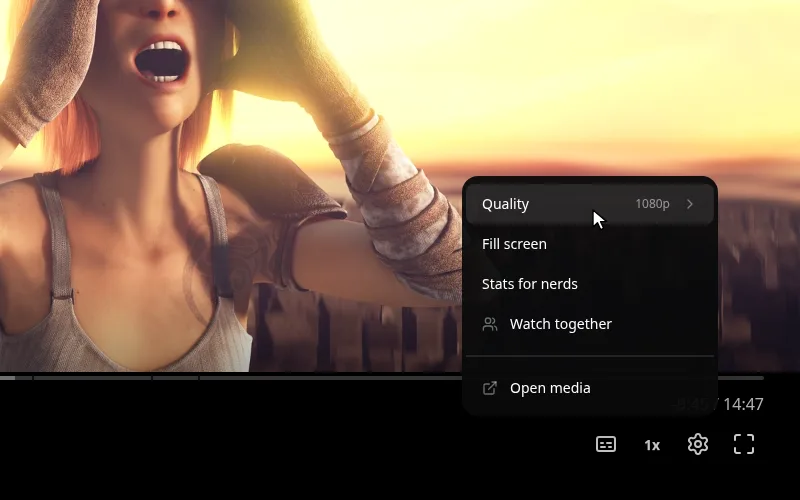 Quality 1080p
Fill screen
Stats for nerds
Watch together
Open media
/ 14:47
1x